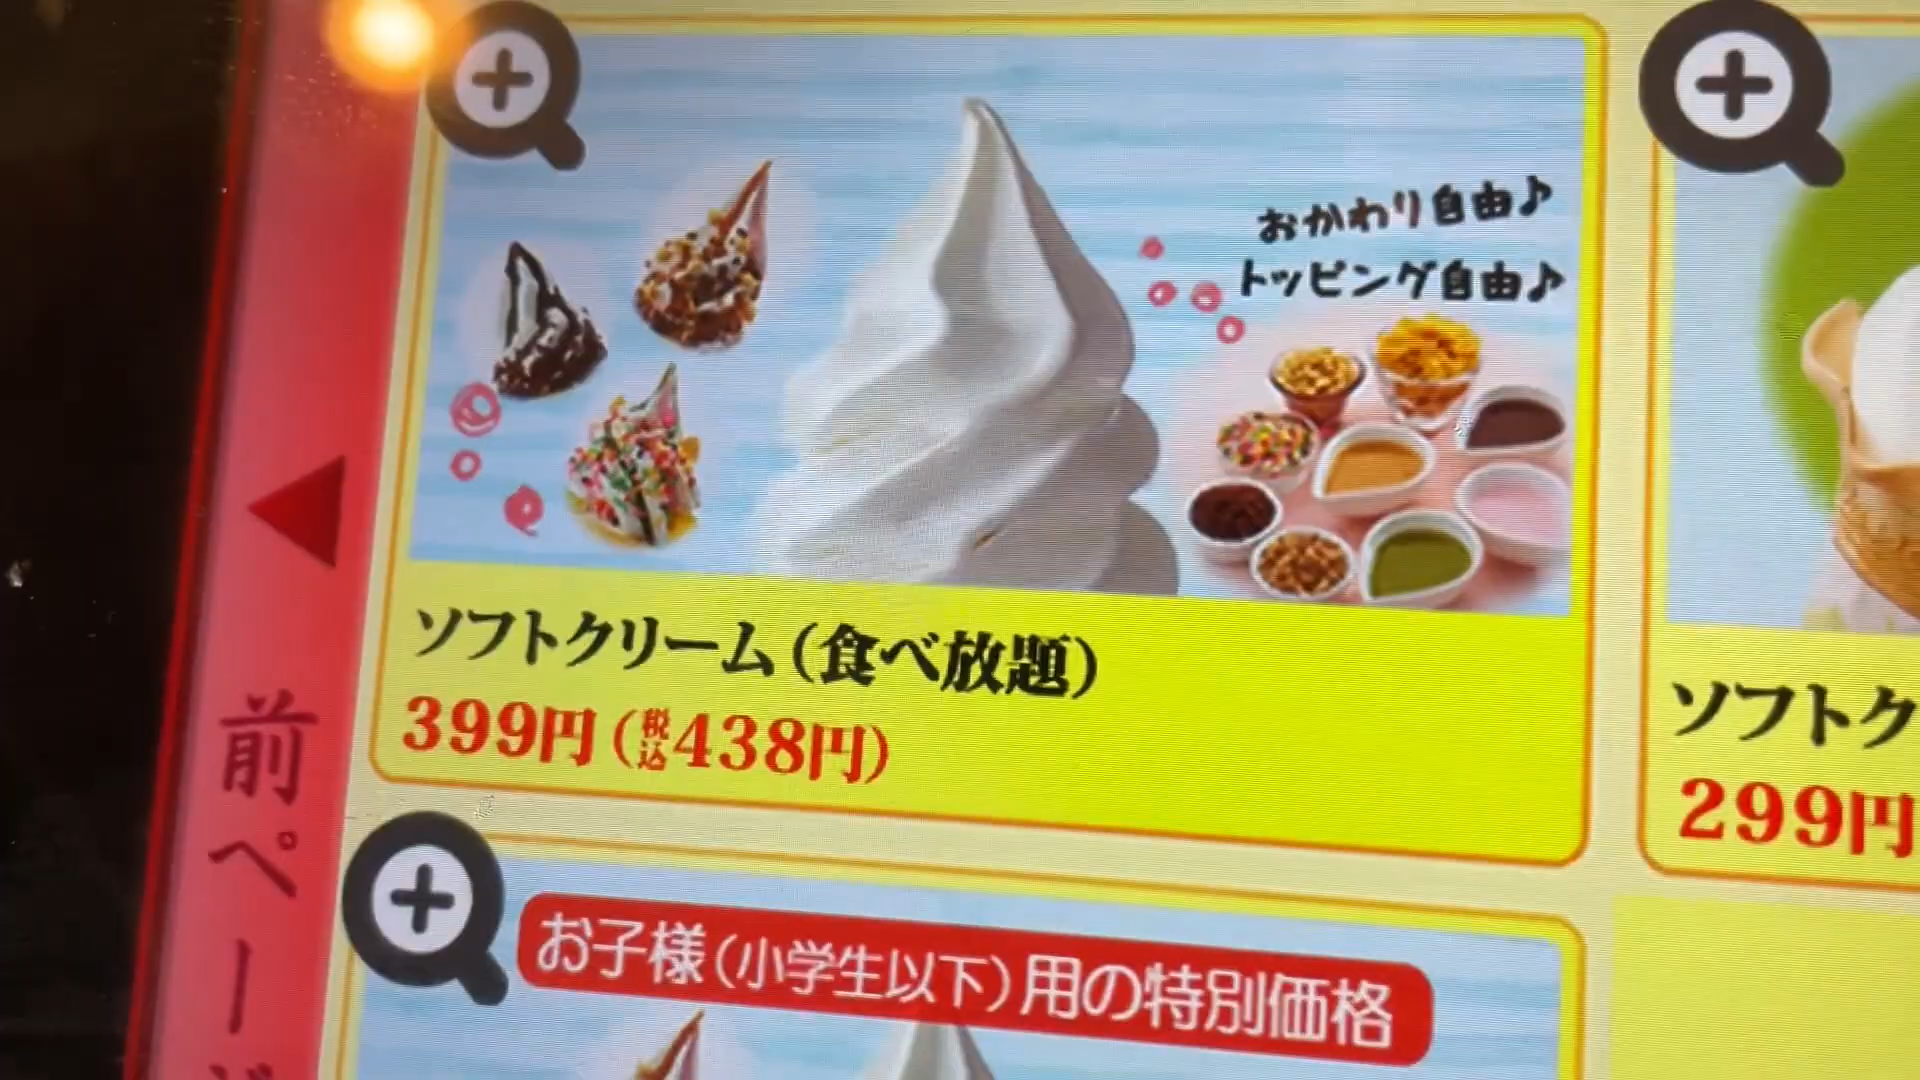 おかわり自由♪
トッピング自由♪
ソフトクリーム(食べ放題)
399円(税込438円)
ソフトク
299円
前ページ
お子様(小学生以下)用の特別価格